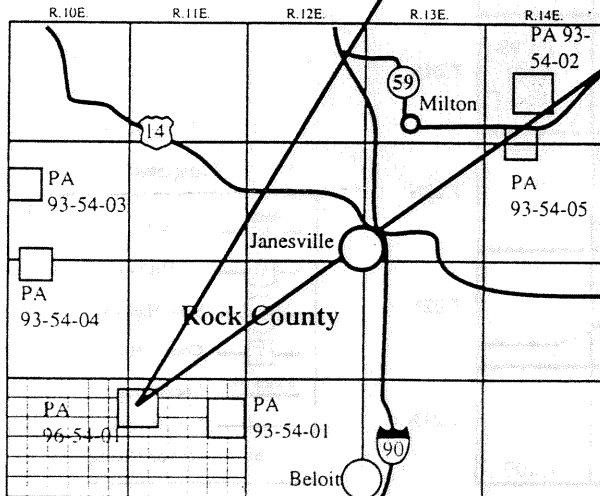 R.10E. R.11E. R.12E. R.13E. R.14E.
PA 93-
54-02
59
Milton
14
PA
93-54-03
PA
93-54-05
Janesville
PA
93-54-04
Rock County
PA
96-54-01
PA
93-54-01
90
Beloit